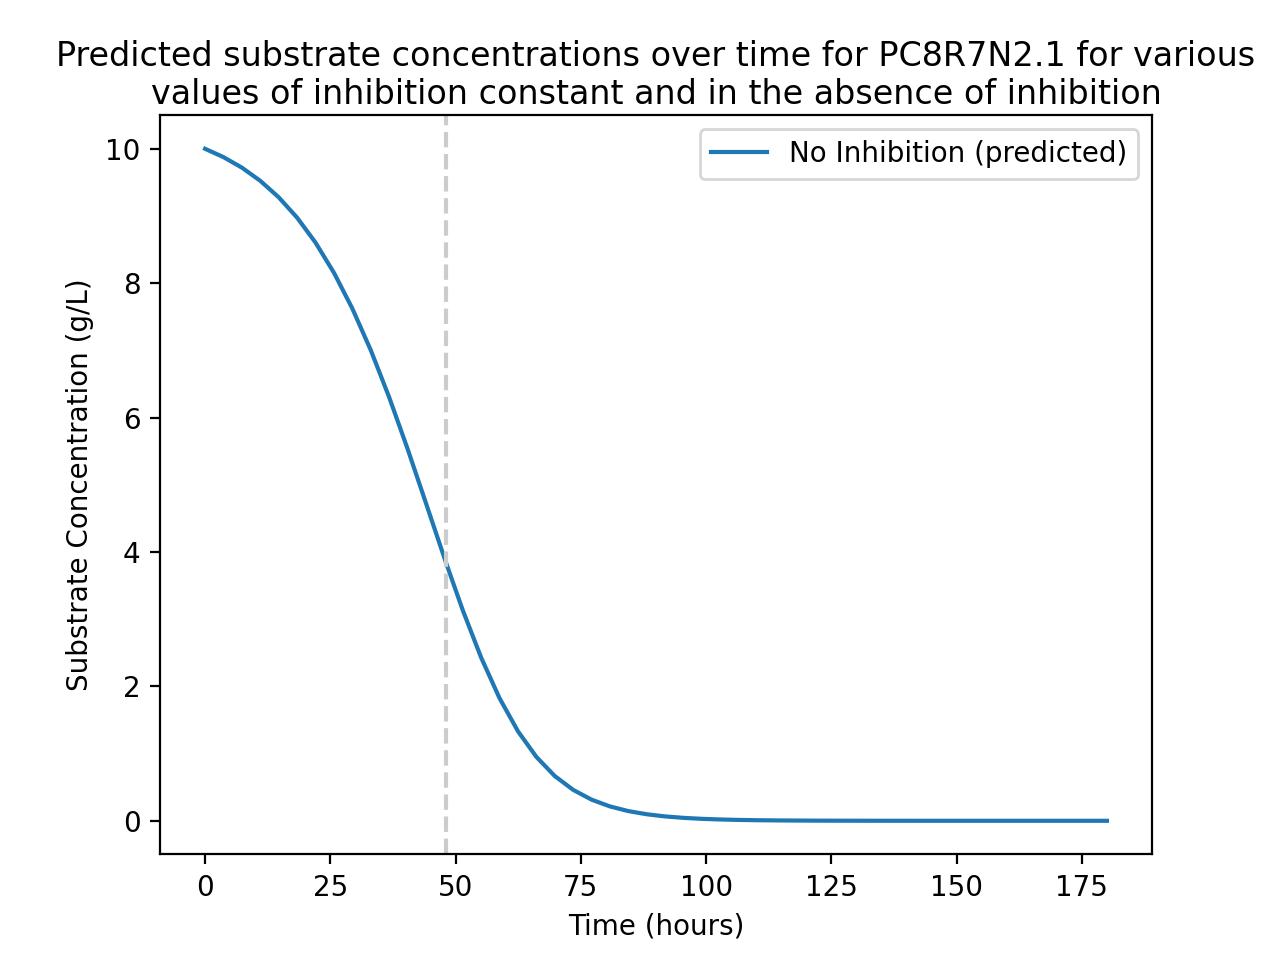 Predicted substrate concentrations over time for PC8R7N2.1 for various
values of inhibition constant and in the absence of inhibition
No Inhibition (predicted)
Substrate Concentration (g/L)
10
8
6
4
2
0
0 25 50 75 100 125 150 175
Time (hours)